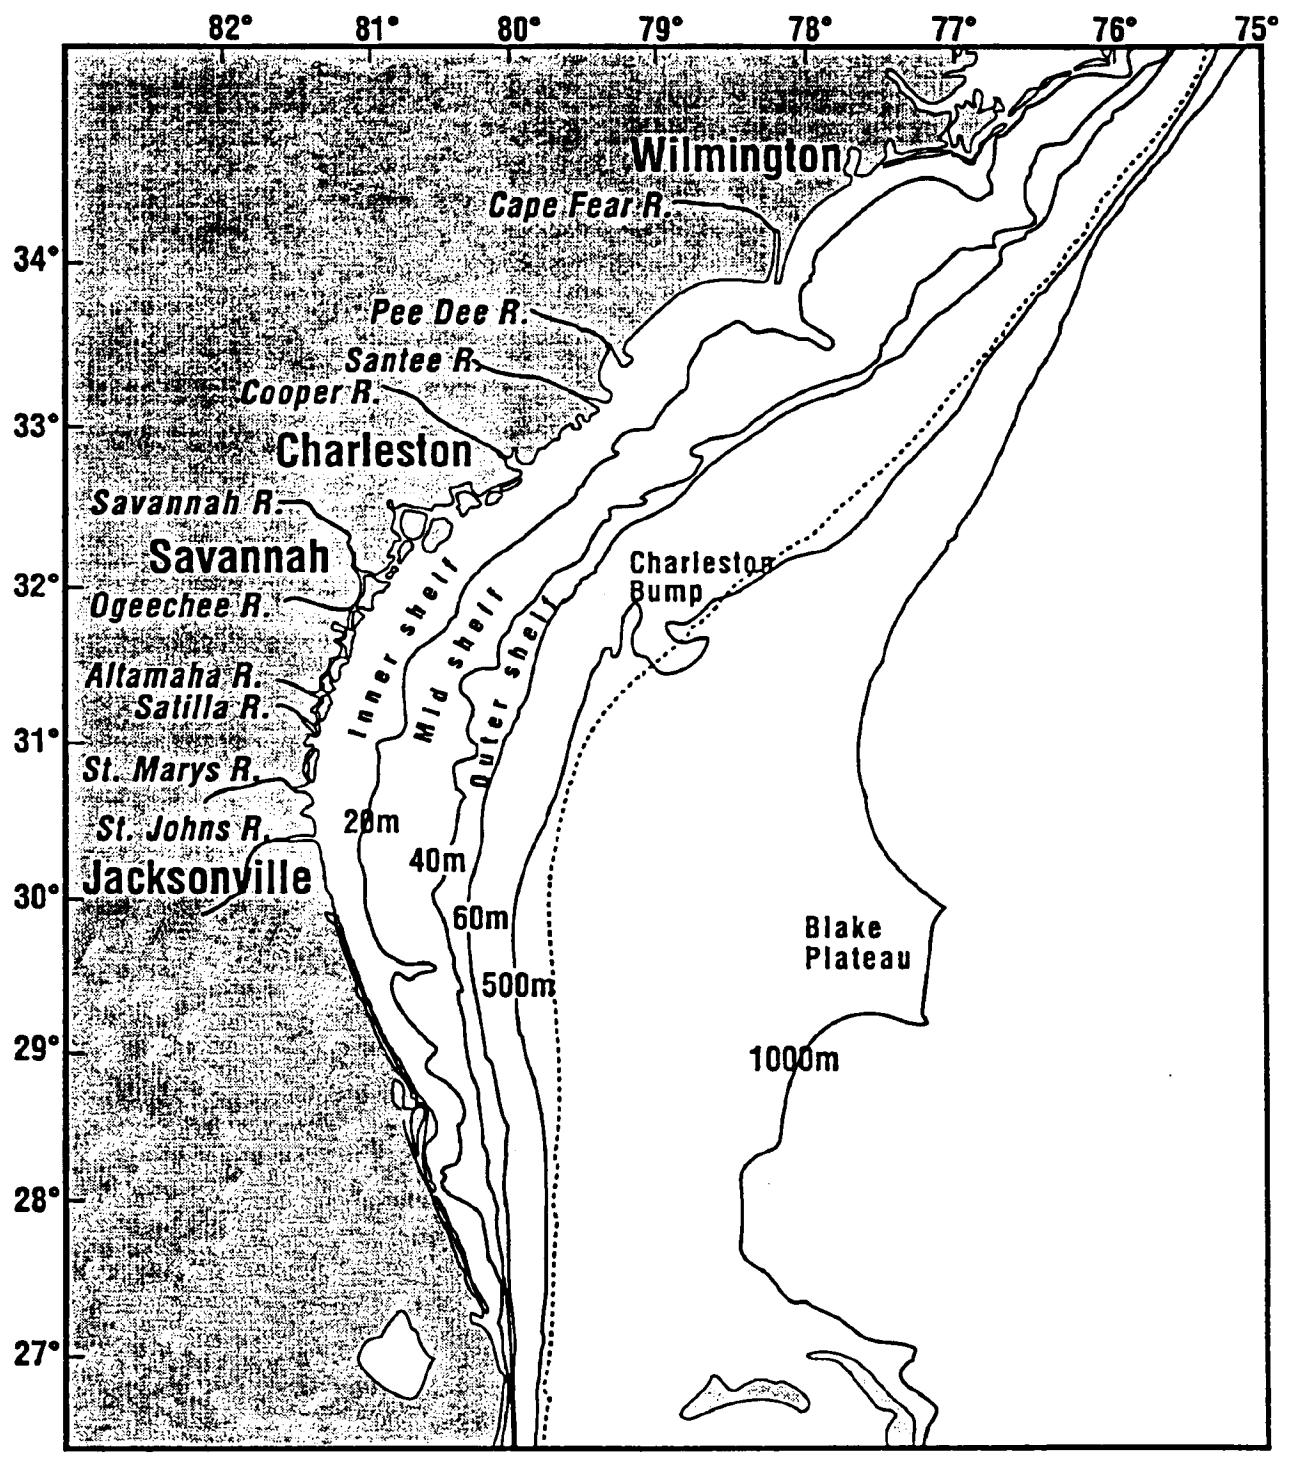 82° 81° 80° 79° 78° 77° 76° 75°
Wilmington
Cape Fear R.
34°
Pee Dee R.
Santee R.
Cooper R.
33°
Charleston
Savannah R.
Savannah
Charleston
Bump
32°
Ogeechee R.
Inner shelf
Mid shelf
Outer shelf
Altamaha R.
Satilla R.
31°
St. Marys R.
20m
St. Johns R.
40m
Jacksonville
30°
60m
Blake
Plateau
500m
29°
1000m
28°
27°